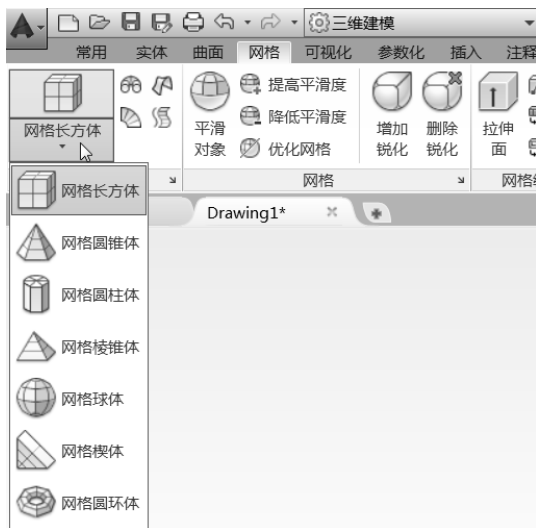 三维建模
常用 实体 曲面 网格 可视化 参数化 插入 注释
网格长方体
平滑
对象
提高平滑度
降低平滑度
优化网格
增加
锐化
删除
锐化
拉伸
面
网格
网格
Drawing1*
网格长方体
网格圆锥体
网格圆柱体
网格棱锥体
网格球体
网格楔体
网格圆环体